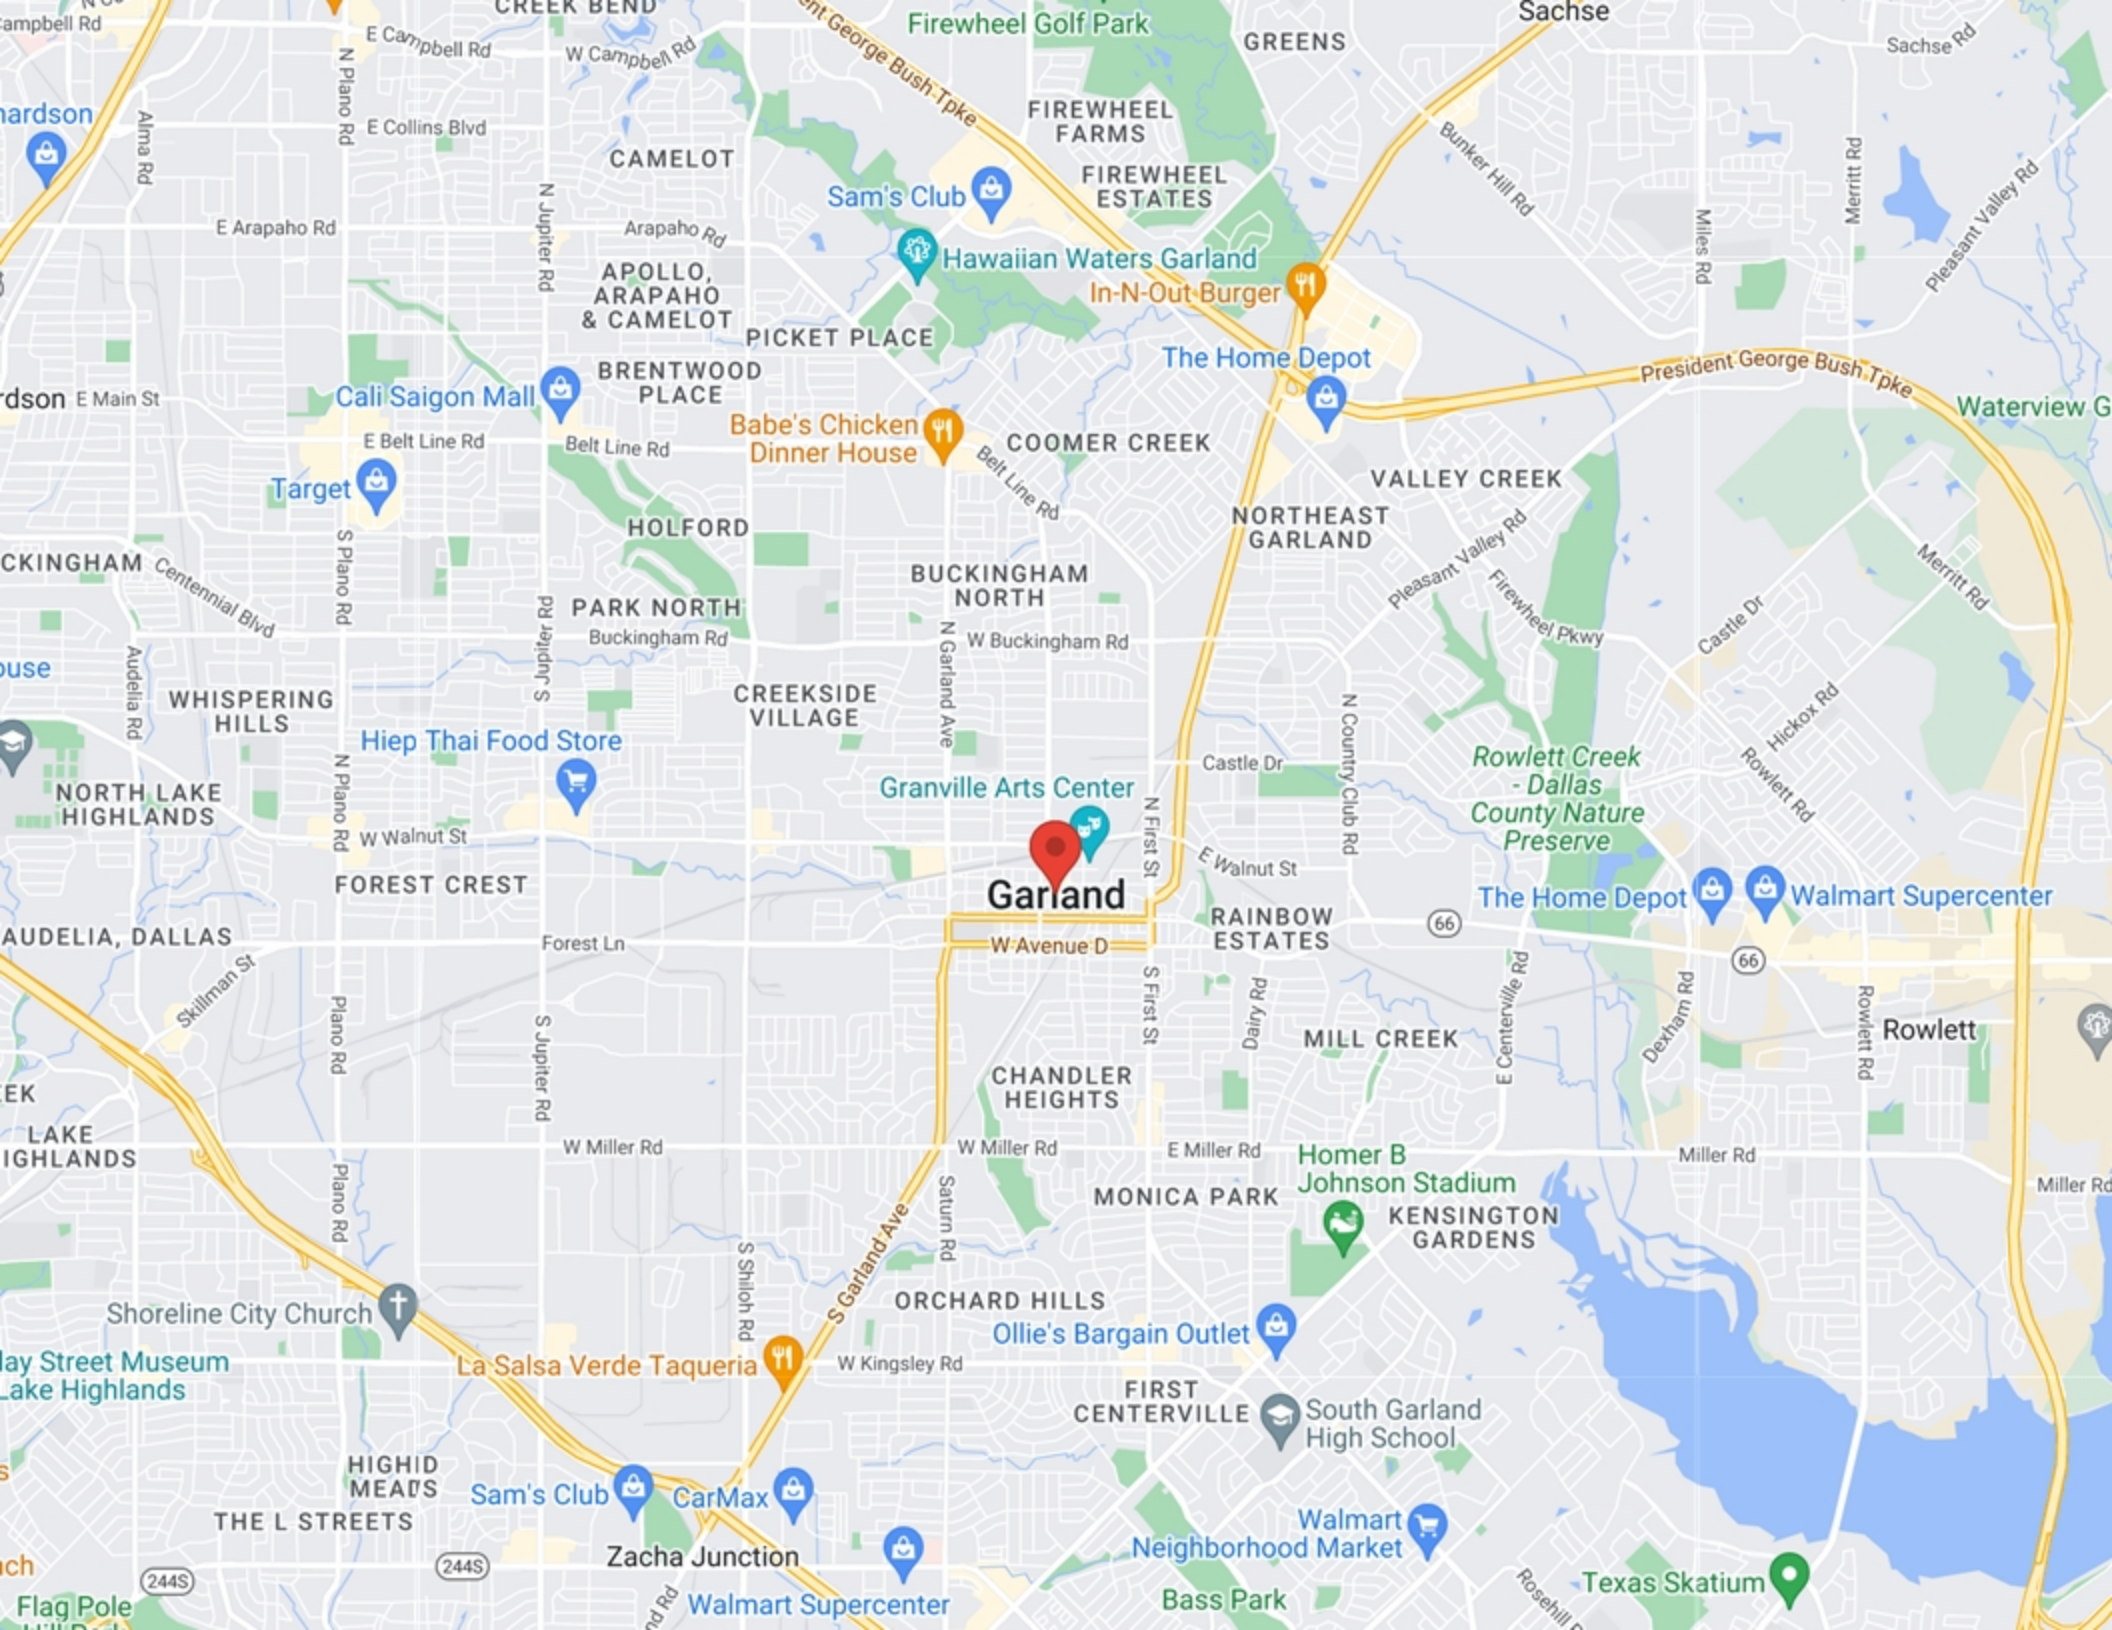 CREEK BEND
Campbell Rd
E Campbell Rd
W Campbell Rd
Firewheel Golf Park
GREENS
Sachse
Sachse Rd
ent George Bush Tpke
N Plano Rd
hardson
Alma Rd
E Collins Blvd
CAMELOT
FIREWHEEL
FARMS
Bunker Hill Rd
Merritt Rd
Sam's Club
FIREWHEEL
ESTATES
Pleasant Valley Rd
E Arapaho Rd
N Jupiter Rd
Arapaho Rd
Miles Rd
Hawaiian Waters Garland
In-N-Out Burger
APOLLO,
ARAPAHO
& CAMELOT
PICKET PLACE
The Home Depot
President George Bush Tpke
BRENTWOOD
PLACE
rdson
E Main St
Cali Saigon Mall
Waterview G
Babe's Chicken
Dinner House
COOMER CREEK
E Belt Line Rd
Belt Line Rd
Belt Line Rd
VALLEY CREEK
Target
NORTHEAST
GARLAND
HOLFORD
S Plano Rd
Pleasant Valley Rd
CKINGHAM
Centennial Blvd
BUCKINGHAM
NORTH
Firewheel Pkwy
Merritt Rd
PARK NORTH
Buckingham Rd
W Buckingham Rd
S Jupiter Rd
N Garland Ave
Castle Dr
ouse
Audelia Rd
WHISPERING
HILLS
CREEKSIDE
VILLAGE
N Country Club Rd
Hickox Rd
Hiep Thai Food Store
Castle Dr
Rowlett Creek
- Dallas
County Nature
Preserve
Rowlett Rd
NORTH LAKE
HIGHLANDS
N Plano Rd
Granville Arts Center
N First St
W Walnut St
E Walnut St
FOREST CREST
Garland
The Home Depot
Walmart Supercenter
RAINBOW
ESTATES
66
AUDELIA, DALLAS
Forest Ln
W Avenue D
66
Skillman St
Plano Rd
S Jupiter Rd
S First St
Dairy Rd
E Centerville Rd
Dexham Rd
Rowlett Rd
Rowlett
MILL CREEK
EEK
CHANDLER
HEIGHTS
LAKE
IGHLANDS
W Miller Rd
W Miller Rd
E Miller Rd
Miller Rd
Miller Rd
Homer B
Johnson Stadium
Plano Rd
Saturn Rd
MONICA PARK
KENSINGTON
GARDENS
S Shiloh Rd
S Garland Ave
Shoreline City Church
ORCHARD HILLS
Ollie's Bargain Outlet
lay Street Museum
Lake Highlands
La Salsa Verde Taqueria
W Kingsley Rd
FIRST
CENTERVILLE
South Garland
High School
Sam's Club
CarMax
THE L STREETS
Walmart
Neighborhood Market
Zacha Junction
244S
244S
Walmart Supercenter
Bass Park
Texas Skatium
Rosehill
Flag Pole